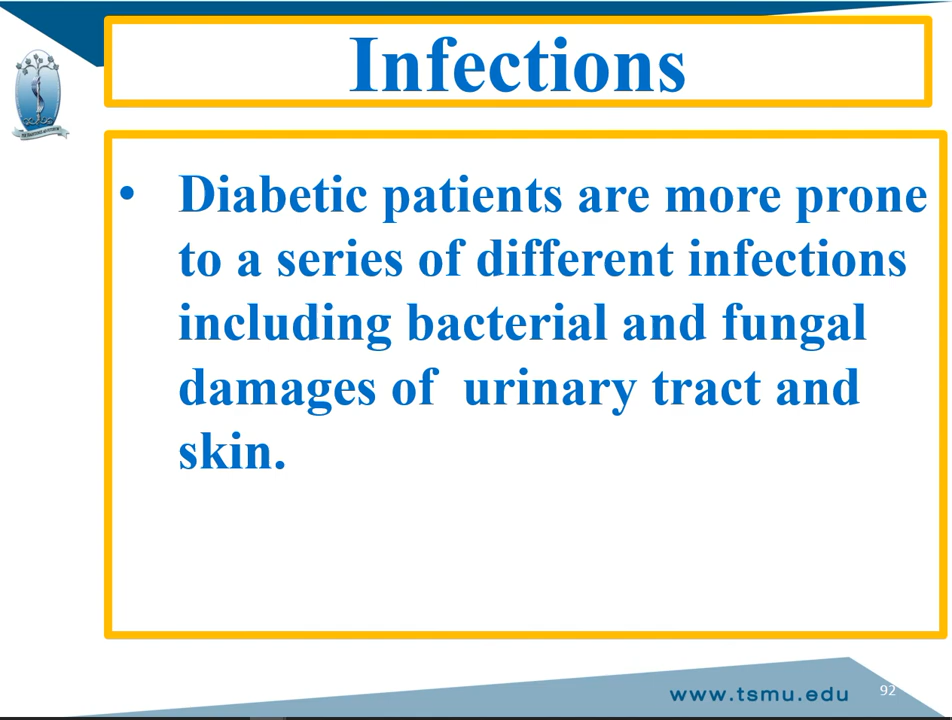 Infections
• Diabetic patients are more prone
to a series of different infections
including bacterial and fungal
damages of  urinary tract and
skin.
www.tsmu.edu
92